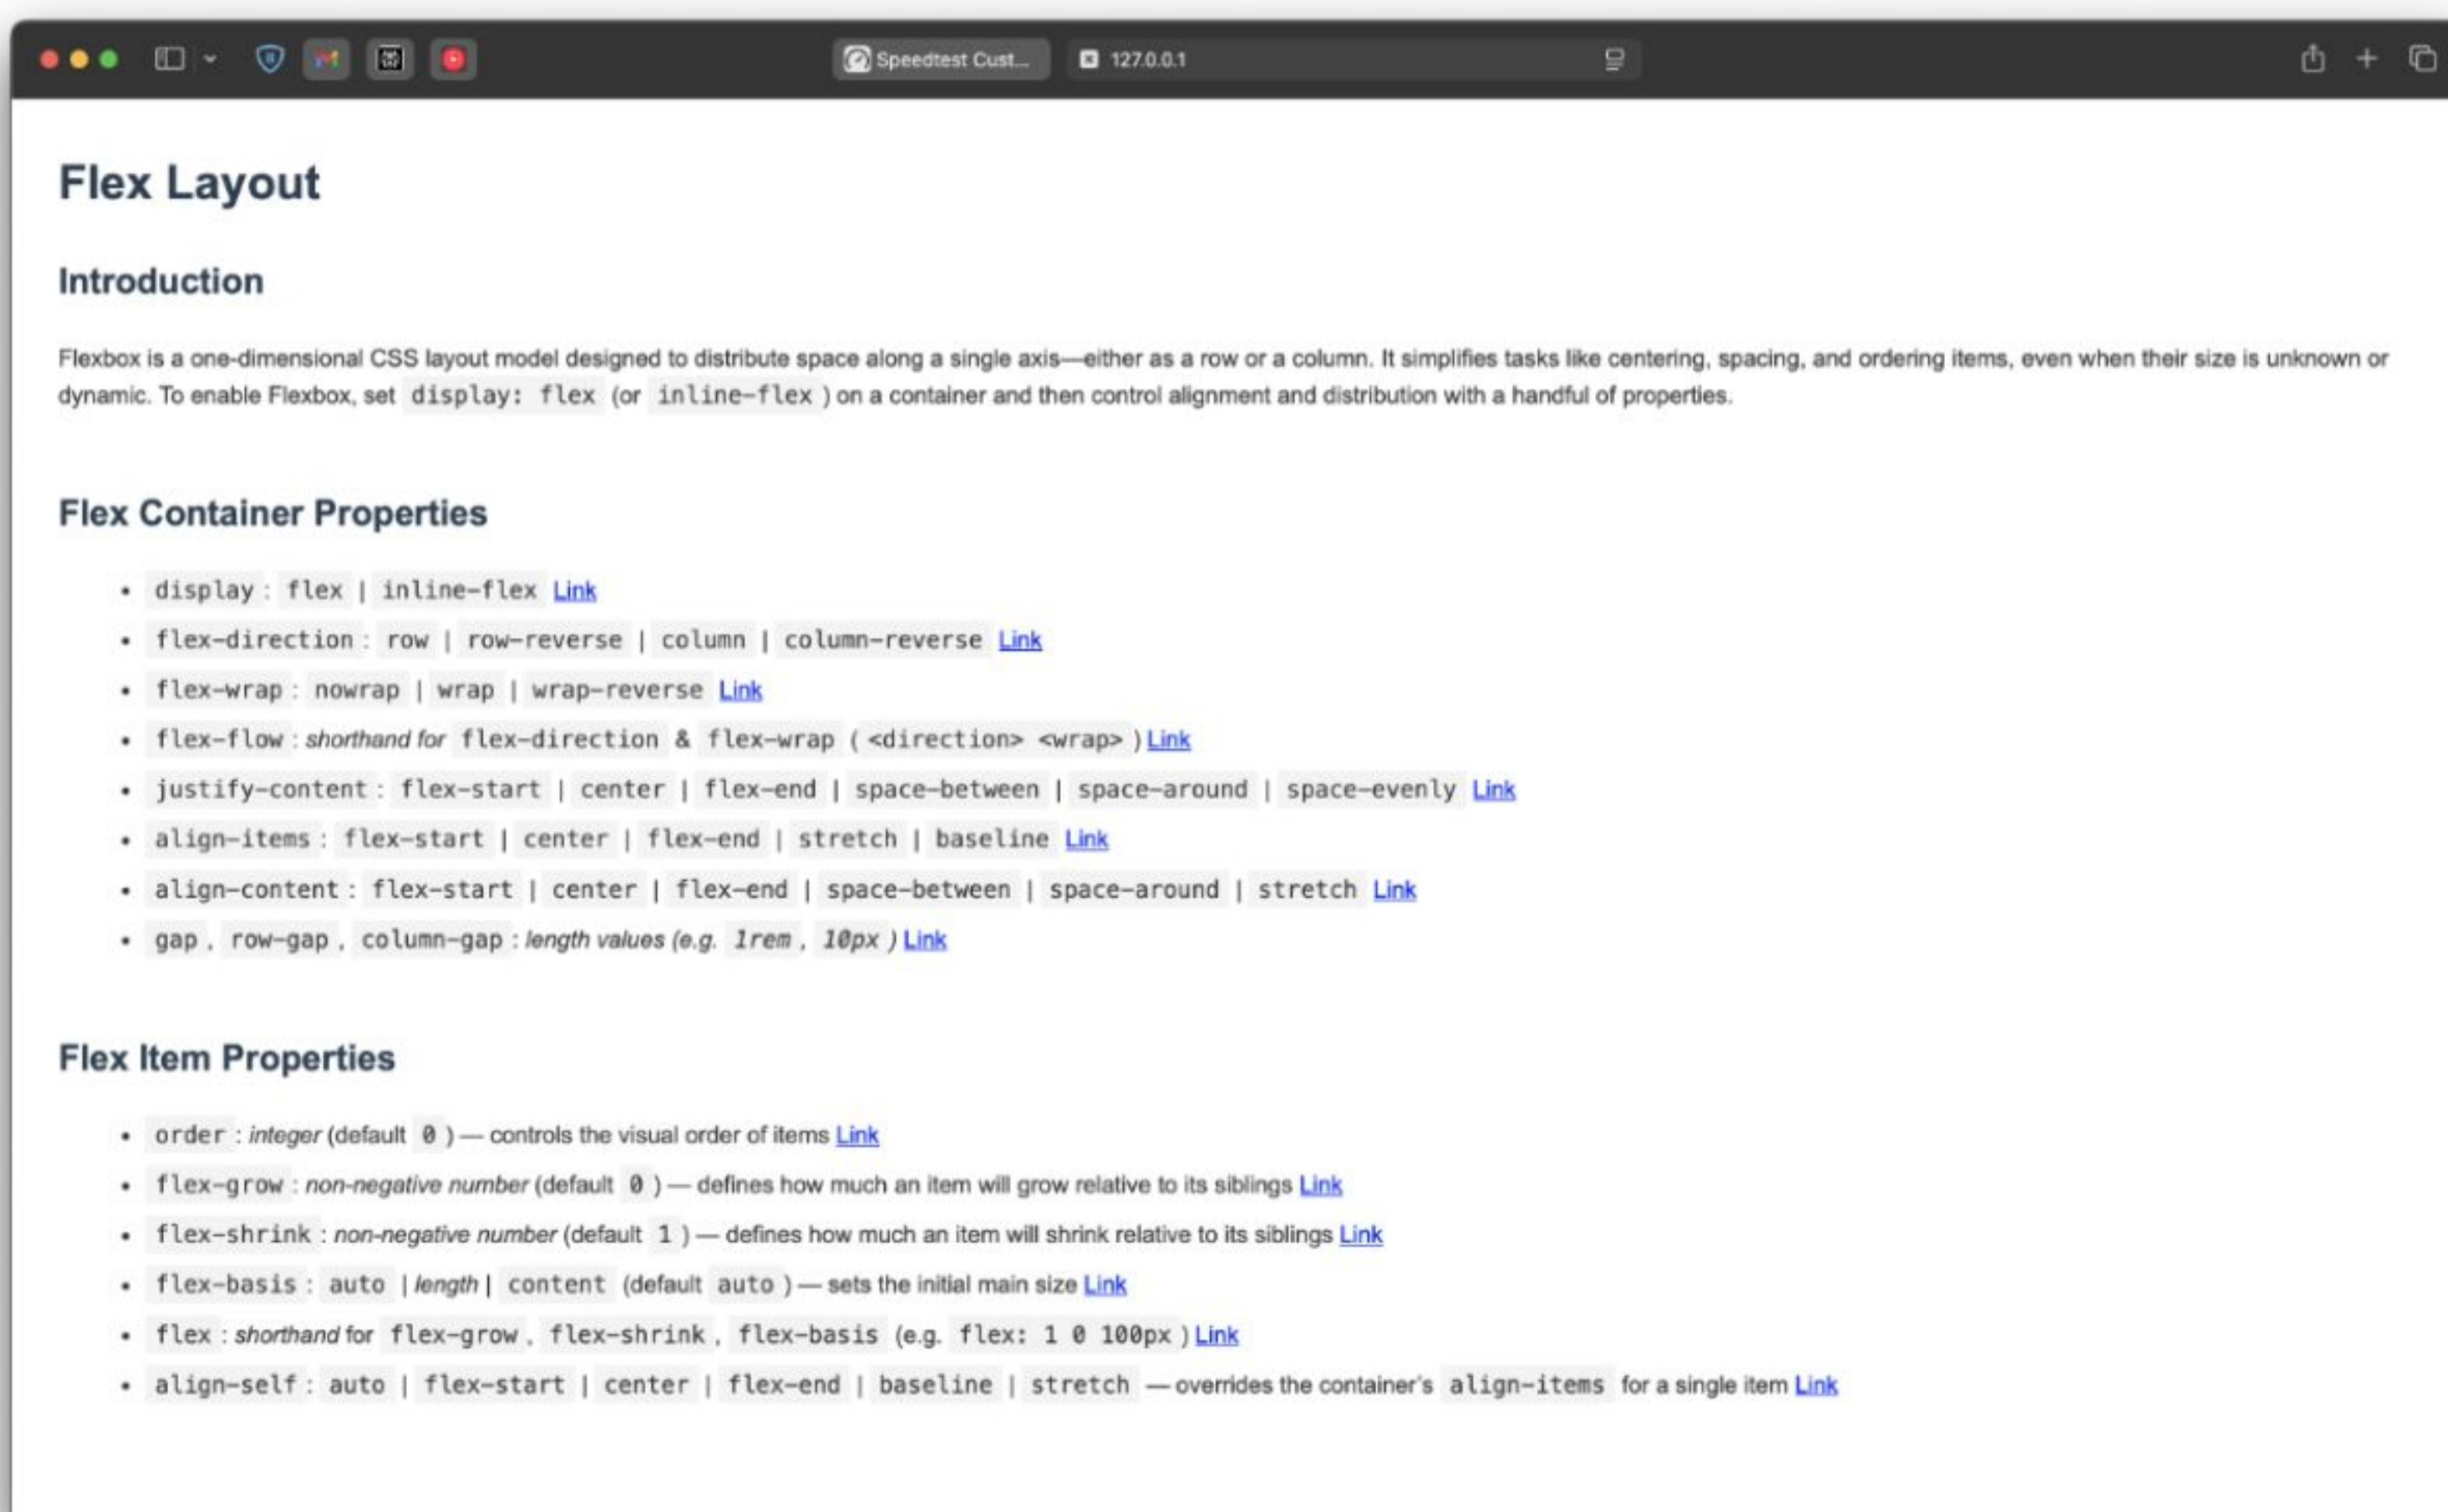 Speedtest Cust...
127.0.0.1
Flex Layout
Introduction
Flexbox is a one-dimensional CSS layout model designed to distribute space along a single axis—either as a row or a column. It simplifies tasks like centering, spacing, and ordering items, even when their size is unknown or
dynamic. To enable Flexbox, set display: flex (or inline-flex ) on a container and then control alignment and distribution with a handful of properties.
Flex Container Properties
• display : flex | inline-flex Link
• flex-direction : row | row-reverse | column | column-reverse Link
• flex-wrap : nowrap | wrap | wrap-reverse Link
• flex-flow : shorthand for flex-direction & flex-wrap ( <direction> <wrap> ) Link
• justify-content : flex-start | center | flex-end | space-between | space-around | space-evenly Link
• align-items : flex-start | center | flex-end | stretch | baseline Link
• align-content : flex-start | center | flex-end | space-between | space-around | stretch Link
• gap , row-gap , column-gap : length values (e.g. 1rem , 10px ) Link
Flex Item Properties
• order : integer (default 0 ) — controls the visual order of items Link
• flex-grow : non-negative number (default 0 ) — defines how much an item will grow relative to its siblings Link
• flex-shrink : non-negative number (default 1 ) — defines how much an item will shrink relative to its siblings Link
• flex-basis : auto | length | content (default auto ) — sets the initial main size Link
• flex : shorthand for flex-grow , flex-shrink , flex-basis (e.g. flex: 1 0 100px ) Link
• align-self : auto | flex-start | center | flex-end | baseline | stretch — overrides the container's align-items for a single item Link